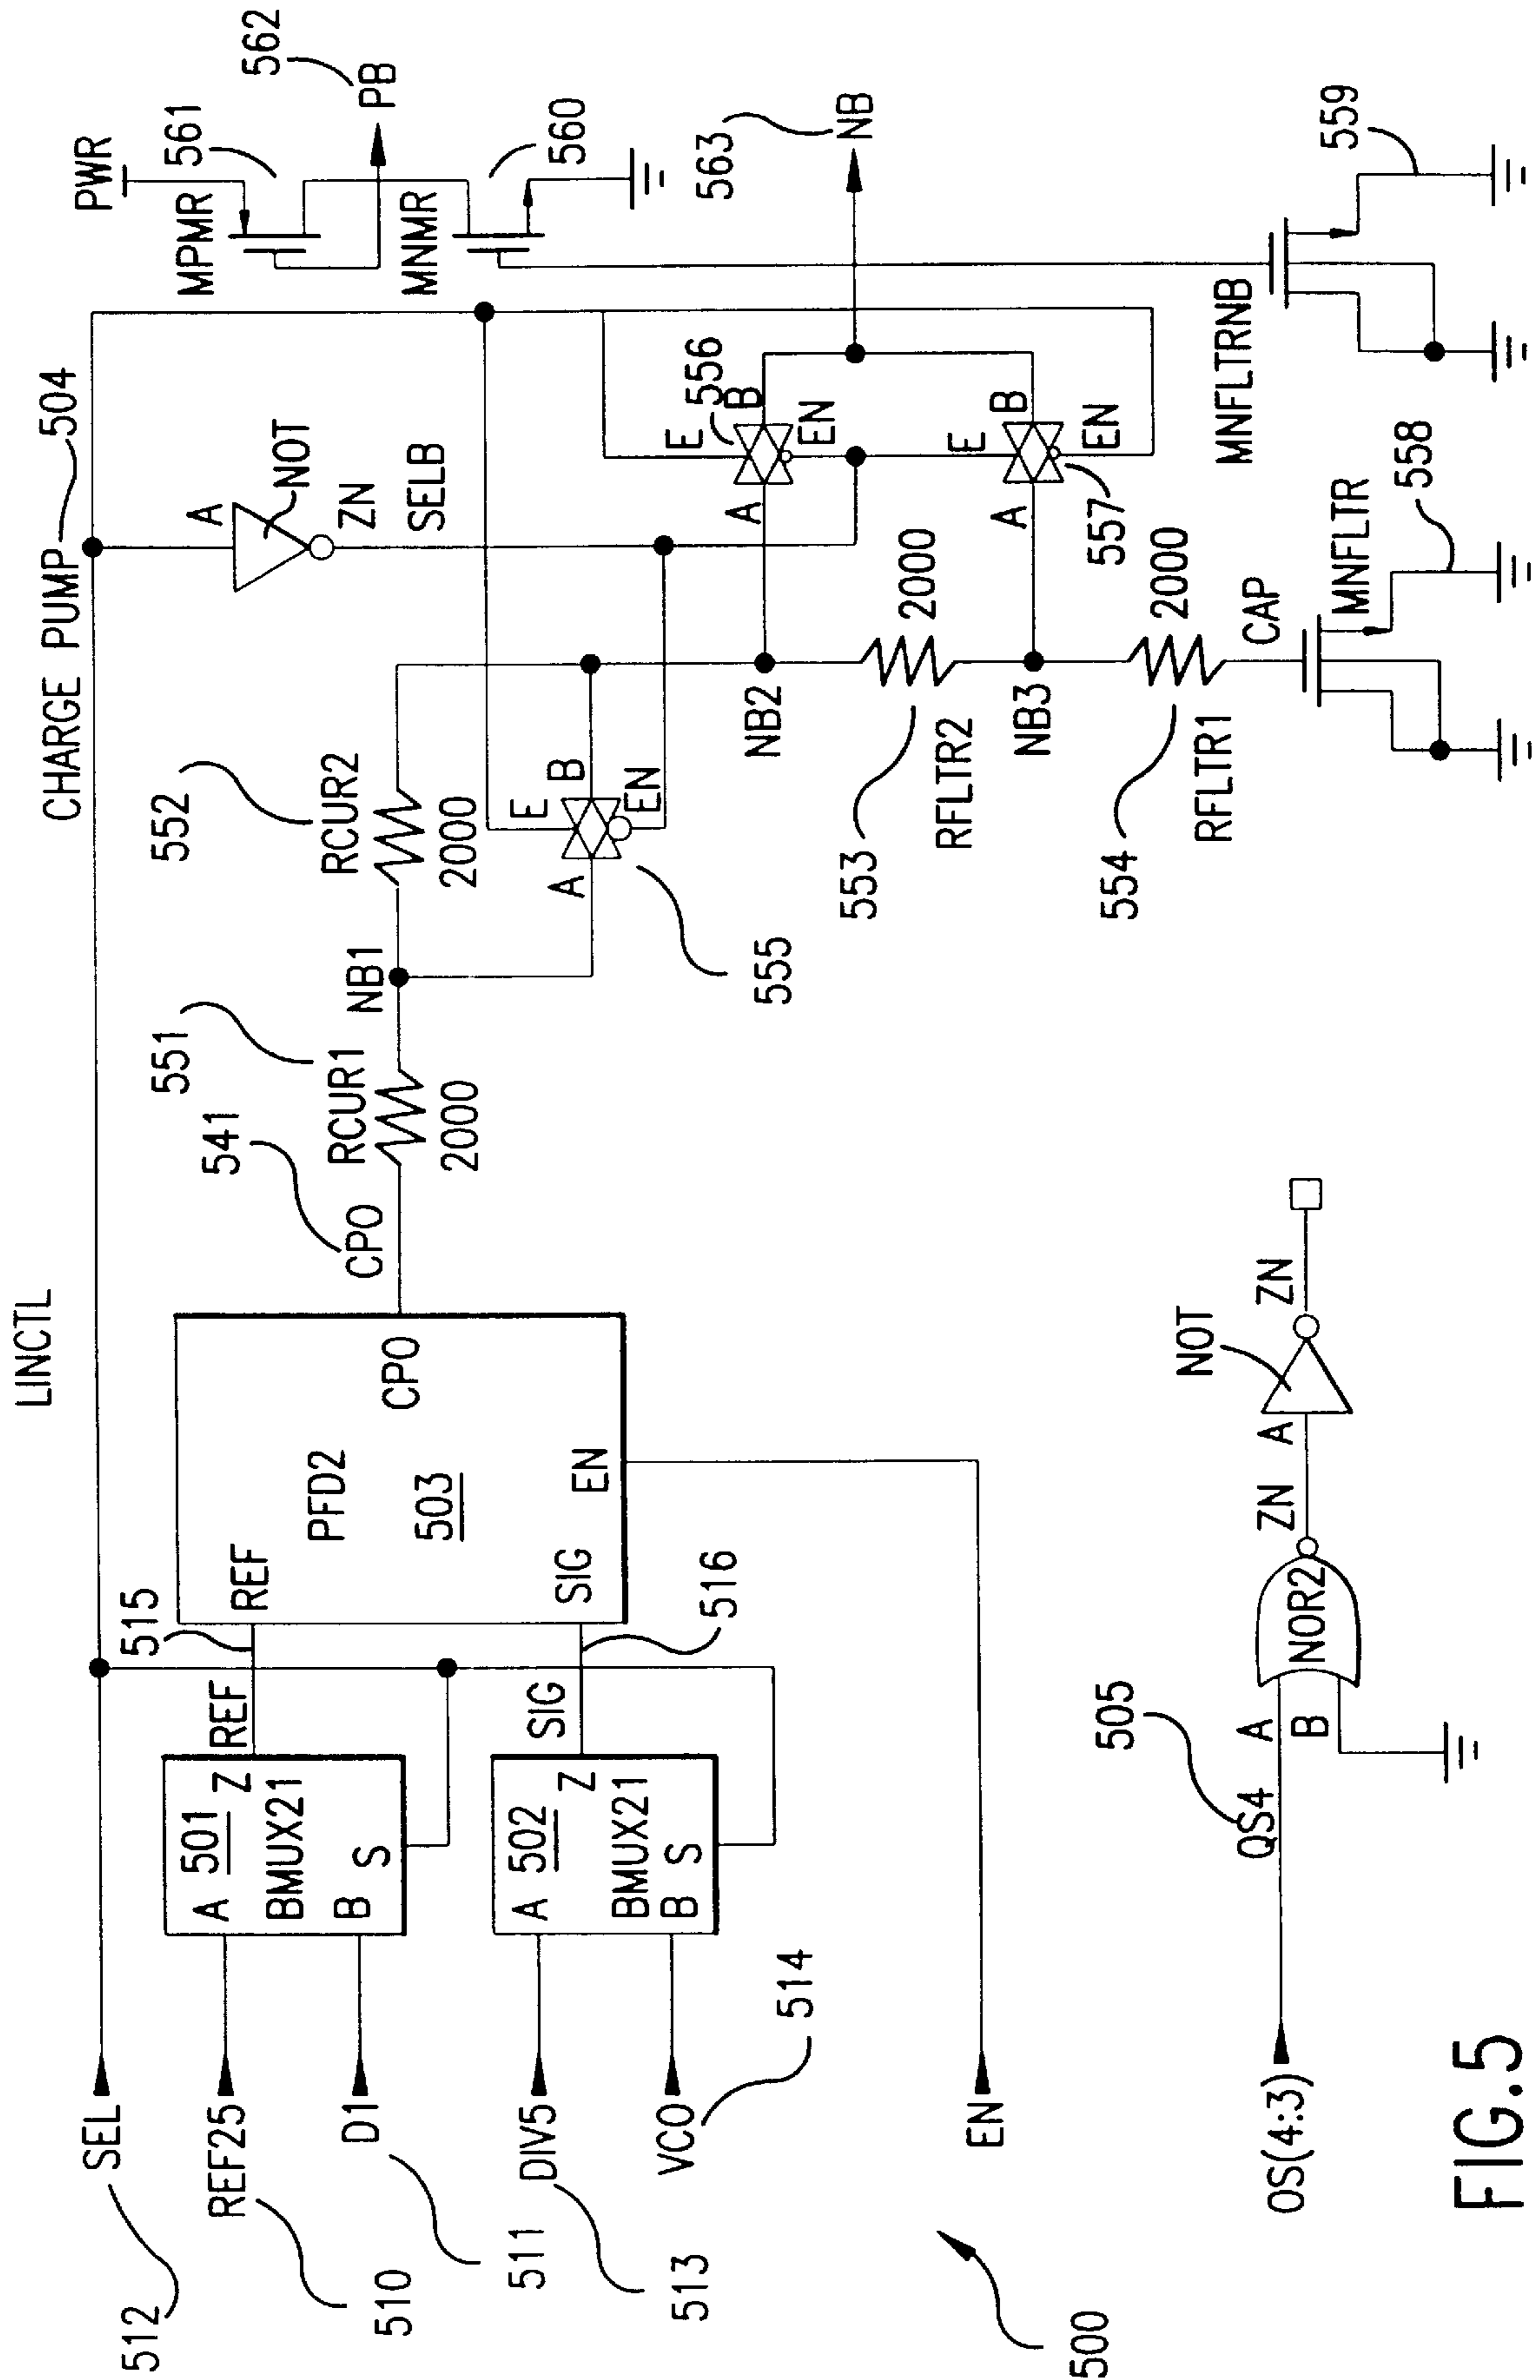 LINCTL
CHARGE PUMP 504
512
SEL
REF25
510
D1
511
DIV5
513
VCO
514
EN
500
A 501 Z
BMUX21
B S
REF
515
A 502 Z
BMUX21
B S
SIG
516
REF
PFD2
503
CPO
SIG
EN
541
CPO
551
RCUR1
2000
NB1
552
RCUR2
2000
A
E
B
EN
555
A
NOT
ZN
SELB
NB2
553
RFLTR2
2000
NB3
554
RFLTR1
2000
CAP
MNFLTR
558
A
E
556
B
EN
A
E
B
EN
557
563
NB
PWR
MPMR
561
562
PB
MNMR
560
MNFLTRNB
559
OS(4:3)
QS4
505
A
B
NOR2
ZN
A
NOT
ZN
FIG.5